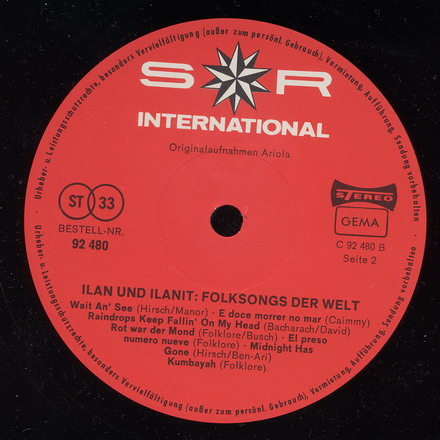 Urheber- u. Leistungsschutzrechte, besonders Vervielfältigung (außer zum persönl. Gebrauch), Vermietung, Aufführung, Sendung vorbehalten ·
S R
INTERNATIONAL
Originalaufnahmen Ariola
ST 33
BESTELL-NR.
92 480
STEREO
GEMA
C 92 480 B
Seite 2
ILAN UND ILANIT: FOLKSONGS DER WELT
Wait An' See (Hirsch/Manor) · E doce morrer no mar (Caimmy)
Raindrops Keep Fallin' On My Head (Bacharach/David)
Rot war der Mond (Folklore/Busch) · El preso
numero nueve (Folklore) · Midnight Has
Gone (Hirsch/Ben-Ari)
Kumbayah (Folklore)
Urheber- u. Leistungsschutzrechte, besonders Vervielfältigung (außer zum persönl. Gebrauch), Vermietung, Aufführung, Sendung vorbehalten ·